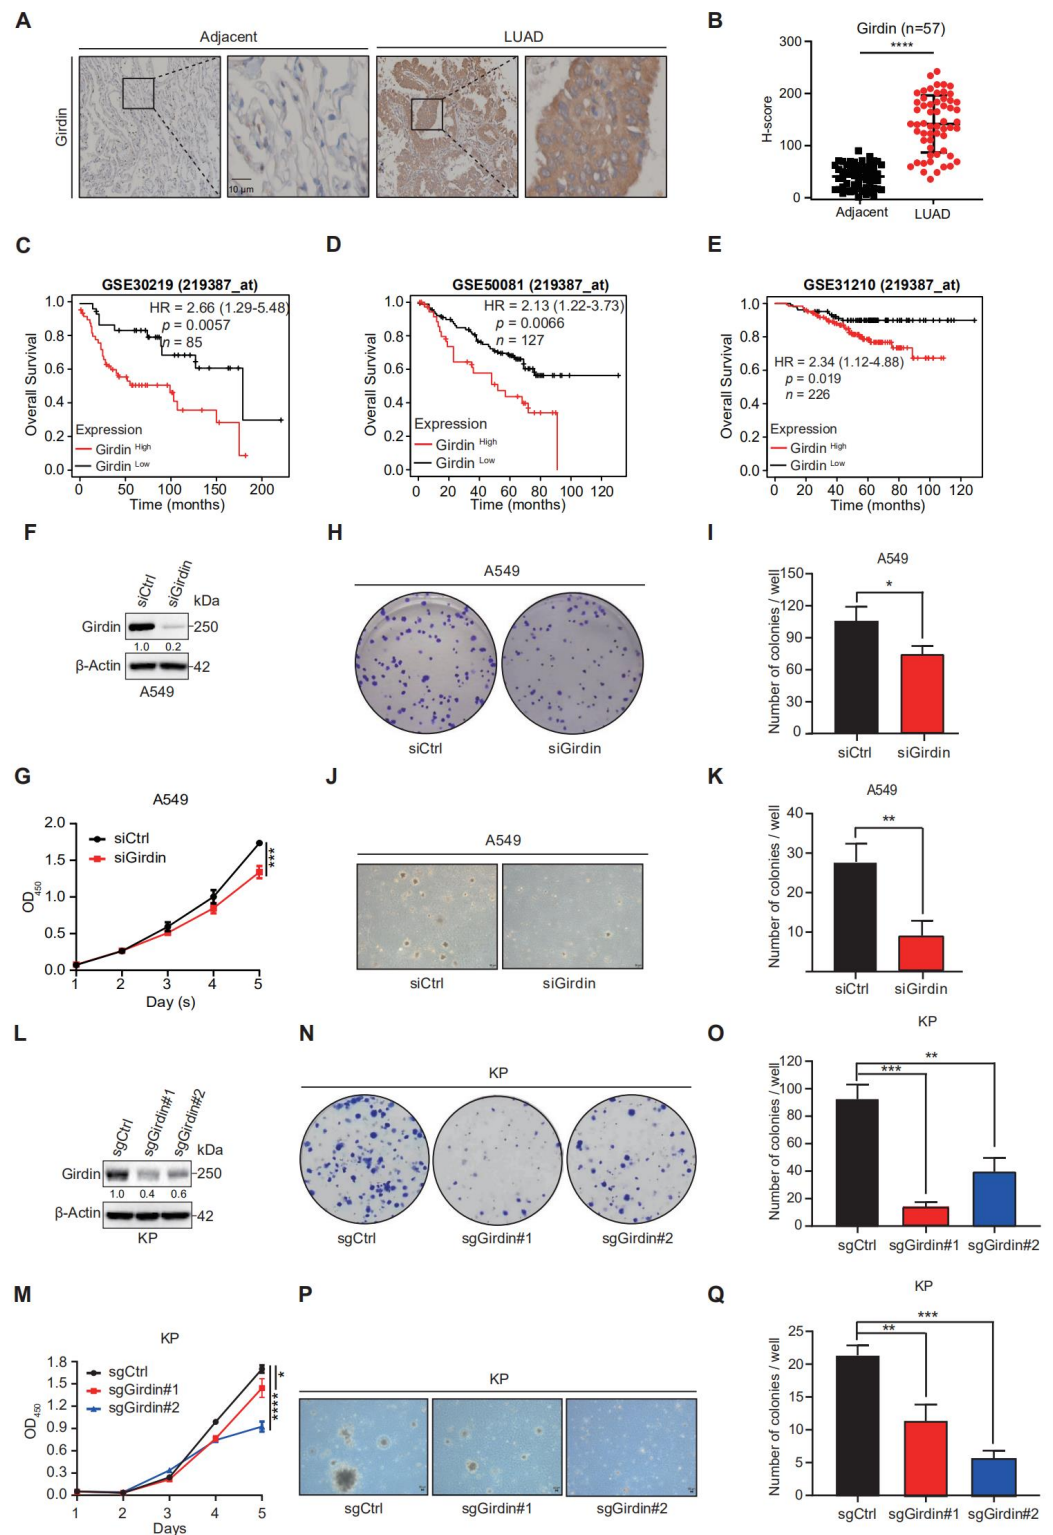 A
Adjacent
LUAD
Girdin
10 µm
B
Girdin (n=57)
****
H-score
300
200
100
0
Adjacent
LUAD
C
GSE30219 (219387_at)
HR = 2.66 (1.29-5.48)
p = 0.0057
n = 85
Overall Survival
1.0
0.8
0.6
0.4
0.2
0.0
Expression
Girdin High
Girdin Low
0 50 100 150 200
Time (months)
D
GSE50081 (219387_at)
HR = 2.13 (1.22-3.73)
p = 0.0066
n = 127
Overall Survival
1.0
0.8
0.6
0.4
0.2
0.0
Expression
Girdin High
Girdin Low
0 20 40 60 80 100 120
Time (months)
E
GSE31210 (219387_at)
HR = 2.34 (1.12-4.88)
p = 0.019
n = 226
Overall Survival
1.0
0.8
0.6
0.4
0.2
0.0
Expression
Girdin High
Girdin Low
0 20 40 60 80 100 120
Time (months)
F
siCtrl
siGirdin
kDa
Girdin
250
1.0 0.2
β-Actin
42
A549
H
A549
siCtrl
siGirdin
I
A549
*
Number of colonies / well
150
120
90
60
30
0
siCtrl
siGirdin
G
A549
siCtrl
siGirdin
***
OD450
2.0
1.5
1.0
0.5
0.0
1 2 3 4 5
Day (s)
J
A549
siCtrl
siGirdin
K
A549
**
Number of colonies / well
40
30
20
10
siCtrl
siGirdin
L
sgCtrl
sgGirdin#1
sgGirdin#2
kDa
Girdin
250
1.0 0.4 0.6
β-Actin
42
KP
N
KP
sgCtrl
sgGirdin#1
sgGirdin#2
O
KP
**
***
Number of colonies / well
120
100
80
60
40
20
0
sgCtrl
sgGirdin#1
sgGirdin#2
M
KP
sgCtrl
sgGirdin#1
sgGirdin#2
*
****
OD450
1.8
1.5
1.2
0.9
0.6
0.3
0.0
1 2 3 4 5
Days
P
KP
sgCtrl
sgGirdin#1
sgGirdin#2
Q
KP
***
**
Number of colonies / well
25
20
15
10
5
0
sgCtrl
sgGirdin#1
sgGirdin#2